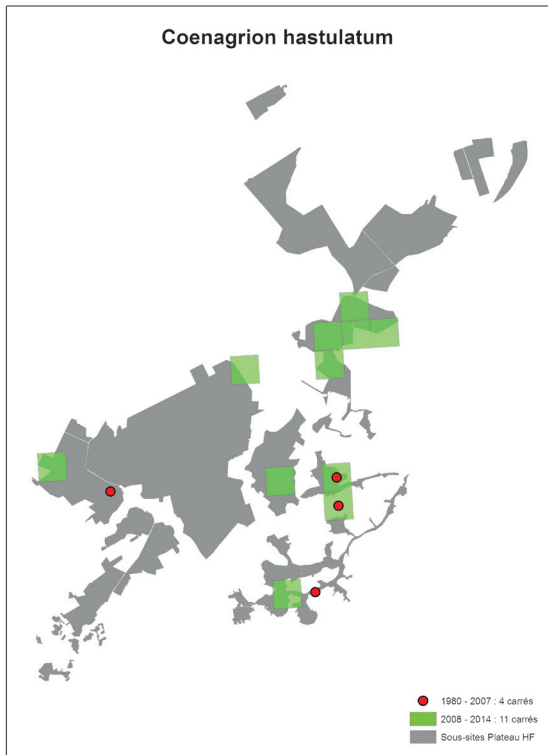 Coenagrion hastulatum
1980 - 2007 : 4 carrés
2008 - 2014 : 11 carrés
Sous-sites Plateau HF